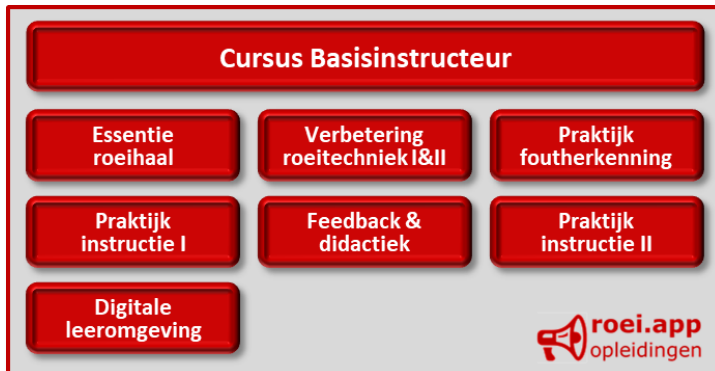 Cursus Basisinstructeur
Essentie
roeihaal
Verbetering
roeitechniek I&II
Praktijk
foutherkenning
Praktijk
instructie I
Feedback &
didactiek
Praktijk
instructie II
Digitale
leeromgeving
roei.app
opleidingen